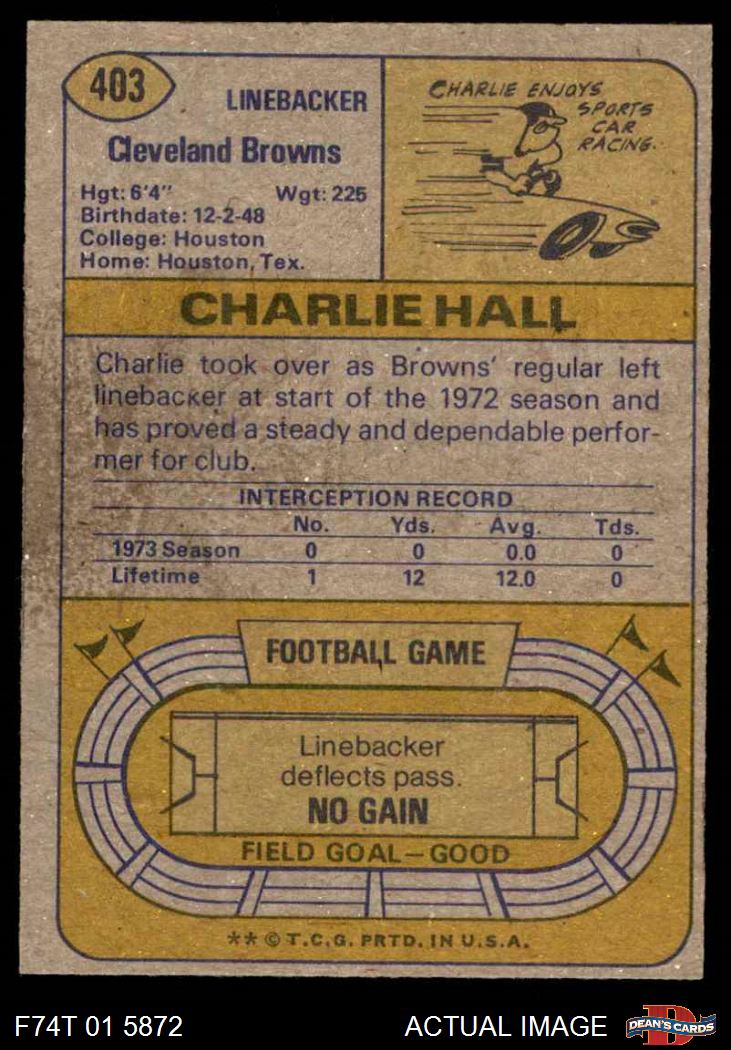 403
LINEBACKER
Cleveland Browns
Hgt: 6'4" Wgt: 225
Birthdate: 12-2-48
College: Houston
Home: Houston, Tex.
CHARLIE ENJOYS
SPORTS
CAR
RACING.
CHARLIE HALL
Charlie took over as Browns' regular left
linebacker at start of the 1972 season and
has proved a steady and dependable perfor-
mer for club.
INTERCEPTION RECORD
No. Yds. Avg. Tds.
1973 Season 0 0 0.0 0
Lifetime 1 12 12.0 0
FOOTBALL GAME
Linebacker
deflects pass.
NO GAIN
FIELD GOAL—GOOD
** © T.C.G. PRTD. IN U.S.A.
F74T 01 5872 ACTUAL IMAGE
D
DEAN'S CARDS